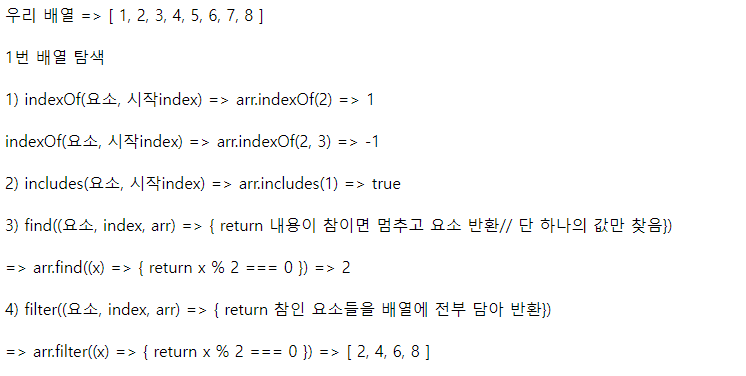 우리 배열 => [ 1, 2, 3, 4, 5, 6, 7, 8 ]
1번 배열 탐색
1) indexOf(요소, 시작index) => arr.indexOf(2) => 1
indexOf(요소, 시작index) => arr.indexOf(2, 3) => -1
2) includes(요소, 시작index) => arr.includes(1) => true
3) find((요소, index, arr) => { return 내용이 참이면 멈추고 요소 반환// 단 하나의 값만 찾음})
=> arr.find((x) => { return x % 2 === 0 }) => 2
4) filter((요소, index, arr) => { return 참인 요소들을 배열에 전부 담아 반환})
=> arr.filter((x) => { return x % 2 === 0 }) => [ 2, 4, 6, 8 ]